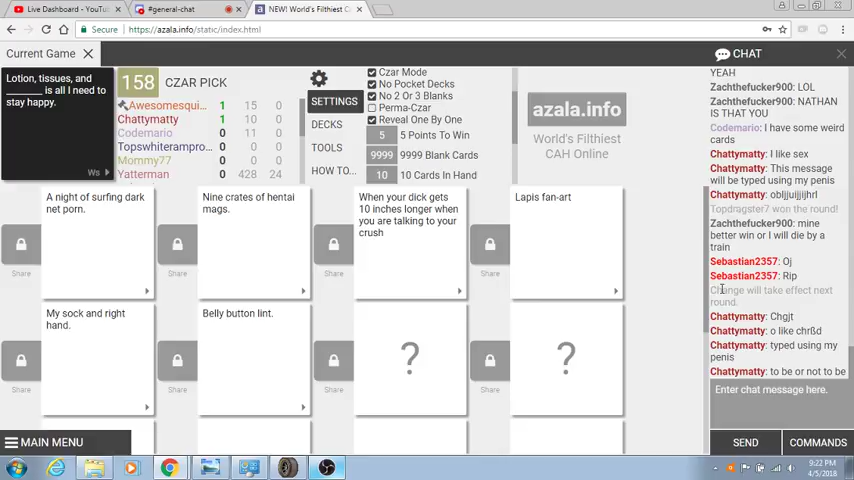 Live Dashboard - YouTu
#general-chat
NEW! World's Filthiest C
Secure
https://azala.info/static/index.html
Current Game
CHAT
Lotion, tissues, and
________ is all I need to
stay happy.
Ws
158
CZAR PICK
Awesomesqui...
1 15 0
Chattymatty
1 10 0
Codemario
0 11 0
Topswhiterampro...
0 0 0
Mommy77
0 0 0
Yatterman
0 428 24
SETTINGS
DECKS
TOOLS
HOW TO...
Czar Mode
No Pocket Decks
No 2 Or 3 Blanks
Perma-Czar
Reveal One By One
5 5 Points To Win
9999 9999 Blank Cards
10 10 Cards In Hand
azala.info
World's Filthiest
CAH Online
A night of surfing dark
net porn.
Share
Nine crates of hentai
mags.
Share
When your dick gets
10 inches longer when
you are talking to your
crush
Share
Lapis fan-art
Share
My sock and right
hand.
Share
Belly button lint.
Share
?
Share
?
Share
YEAH
Zachthefucker900: LOL
Zachthefucker900: NATHAN
IS THAT YOU
Codemario: I have some weird
cards
Chattymatty: I like sex
Chattymatty: This message
will be typed using my penis
Chattymatty: obljjuijjijhrl
Topdragster7 won the round!
Zachthefucker900: mine
better win or I will die by a
train
Sebastian2357: Oj
Sebastian2357: Rip
Change will take effect next
round.
Chattymatty: Chgjt
Chattymatty: o like chrßd
Chattymatty: typed using my
penis
Chattymatty: to be or not to be
Enter chat message here.
MAIN MENU
SEND
COMMANDS
9:22 PM
4/5/2018